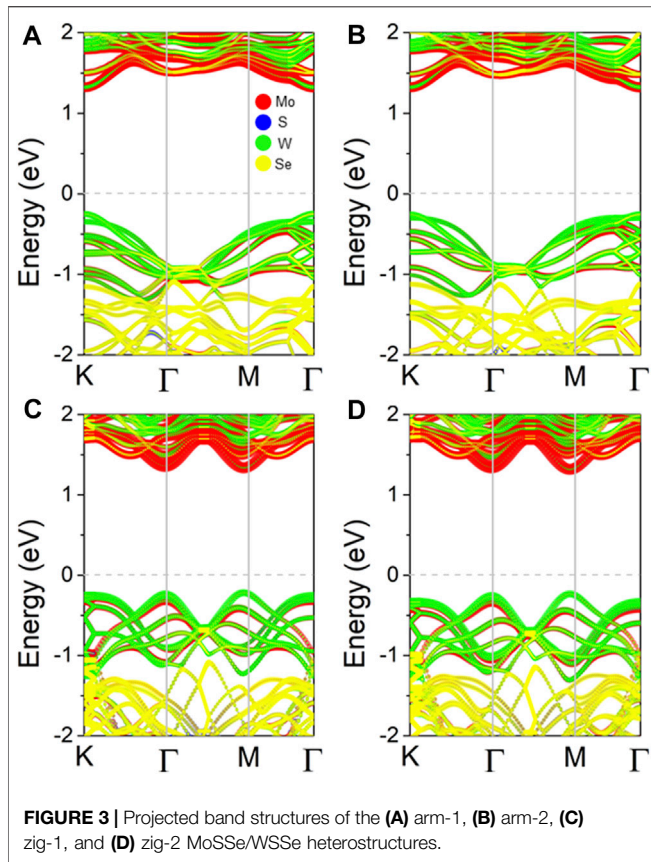 A
B
2
1
0
-1
-2
Energy (eV)
K Γ M Γ
Mo
S
W
Se
2
1
0
-1
-2
Energy (eV)
K Γ M Γ
C
D
2
1
0
-1
-2
Energy (eV)
K Γ M Γ
2
1
0
-1
-2
Energy (eV)
K Γ M Γ
FIGURE 3 | Projected band structures of the (A) arm-1, (B) arm-2, (C)
zig-1, and (D) zig-2 MoSSe/WSSe heterostructures.